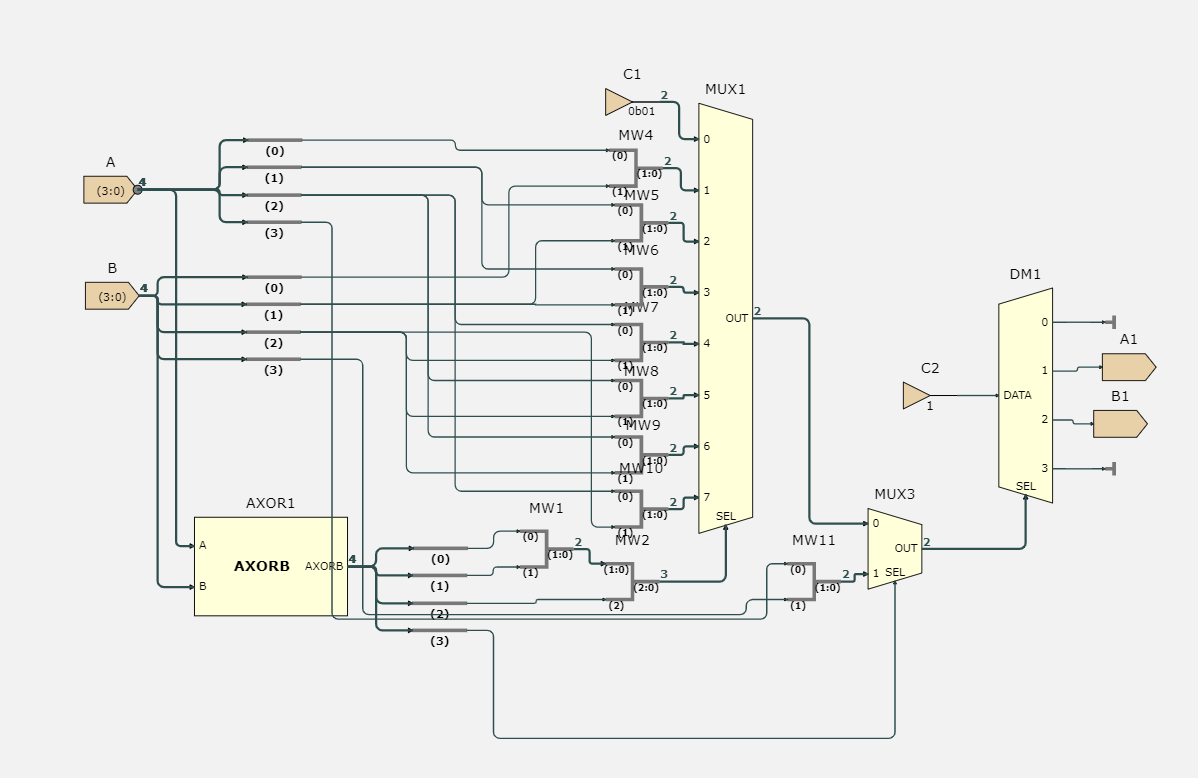 C1
2
0b01
MUX1
0
1
2
3
4
5
6
7
OUT
2
SEL
A
(3:0)
4
(0)
(1)
(2)
(3)
B
(3:0)
4
(0)
(1)
(2)
(3)
MW4
(0)
(1)
(1:0)
2
MW5
(0)
(1)
(1:0)
2
MW6
(0)
(1)
(1:0)
2
MW7
(0)
(1)
(1:0)
2
MW8
(0)
(1)
(1:0)
2
MW9
(0)
(1)
(1:0)
2
MW10
(0)
(1)
(1:0)
2
AXOR1
A
B
AXORB
AXORB
4
(0)
(1)
(2)
(3)
MW1
(0)
(1)
(1:0)
2
MW2
(1:0)
(2)
(2:0)
3
MW11
(0)
(1)
(1:0)
2
MUX3
0
1
OUT
SEL
2
C2
1
DM1
DATA
0
1
2
3
SEL
A1
B1